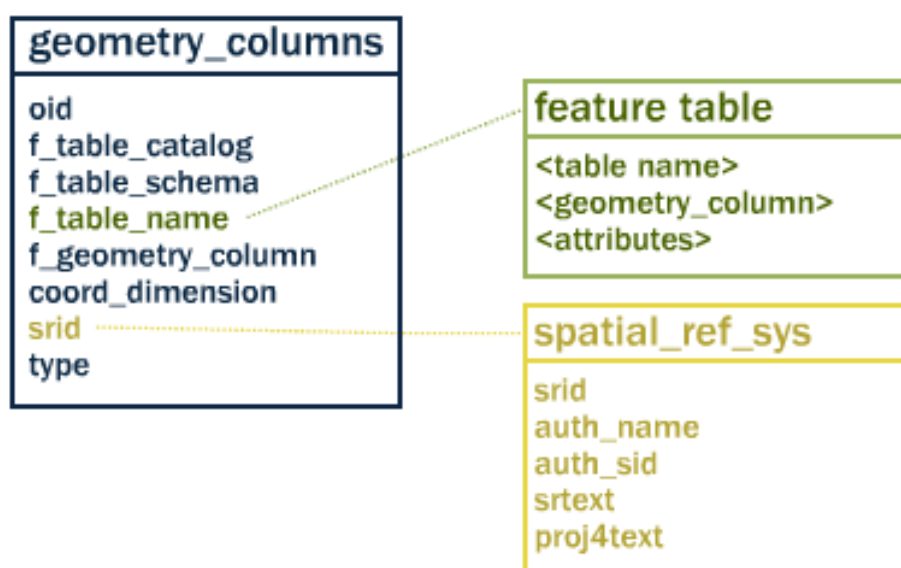 geometry_columns
oid
f_table_catalog
f_table_schema
f_table_name
f_geometry_column
coord_dimension
srid
type
feature table
<table name>
<geometry_column>
<attributes>
spatial_ref_sys
srid
auth_name
auth_sid
srtext
proj4text